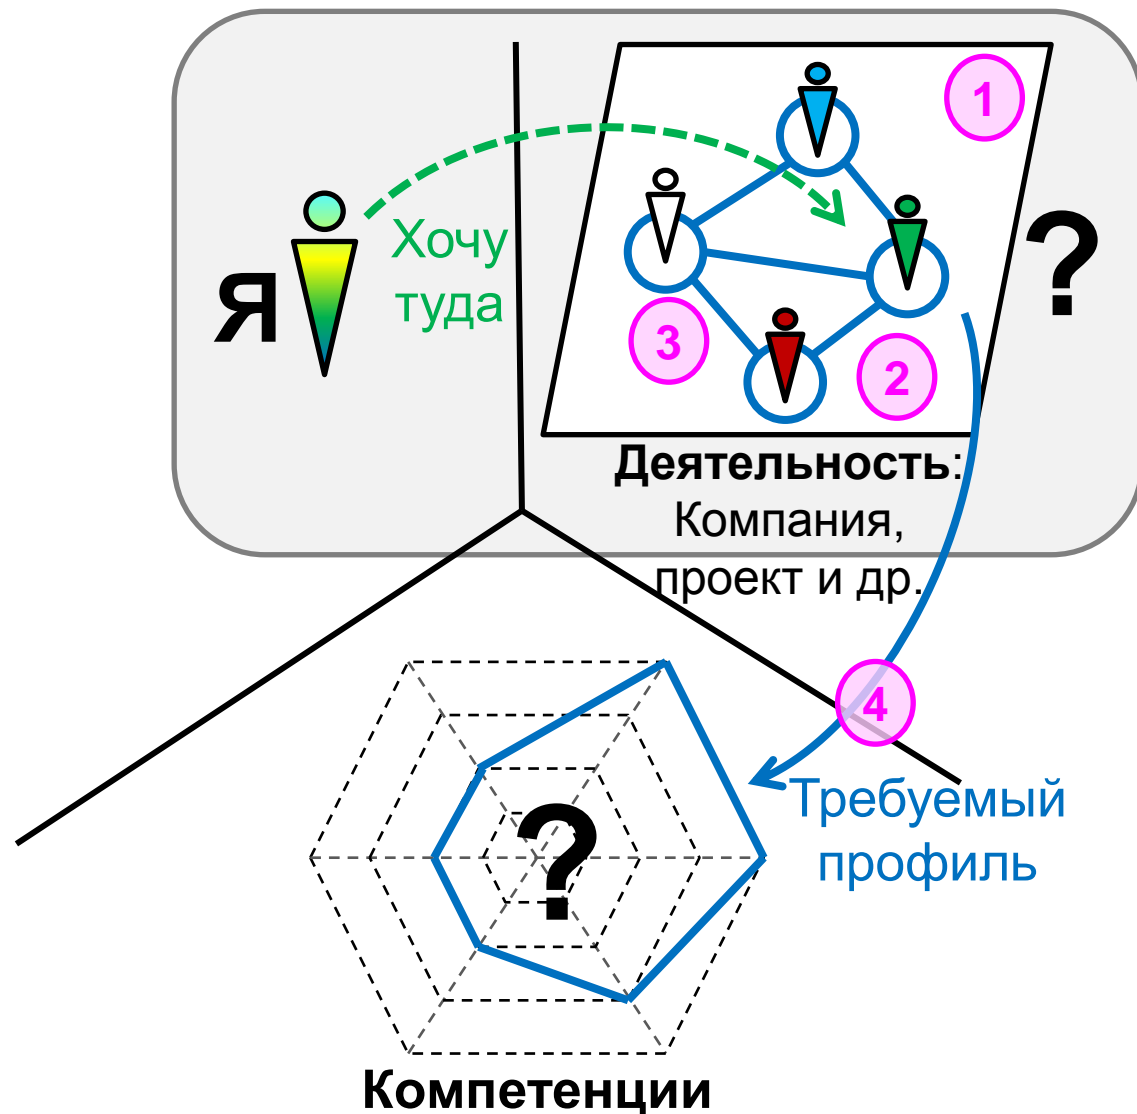 1
?
Я
Хочу
туда
3
2
Деятельность:
Компания,
проект и др.
4
Требуемый
профиль
?
Компетенции